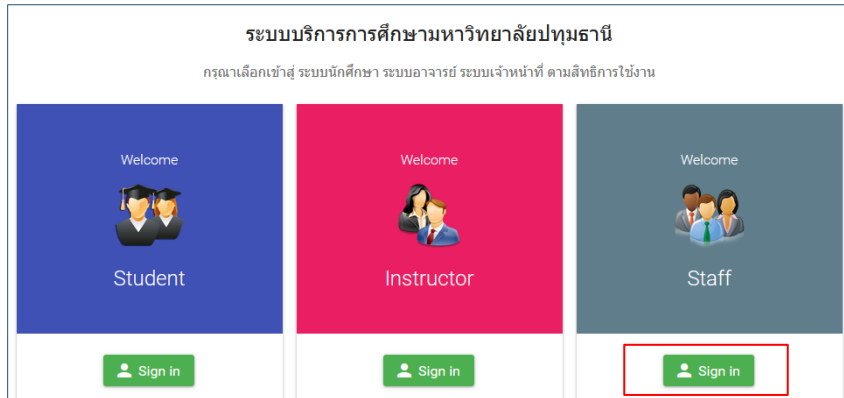 ระบบบริการการศึกษามหาวิทยาลัยปทุมธานี
กรุณาเลือกเข้าสู่ ระบบนักศึกษา ระบบอาจารย์ ระบบเจ้าหน้าที่ ตามสิทธิการใช้งาน
Welcome
Student
Sign in
Welcome
Instructor
Sign in
Welcome
Staff
Sign in